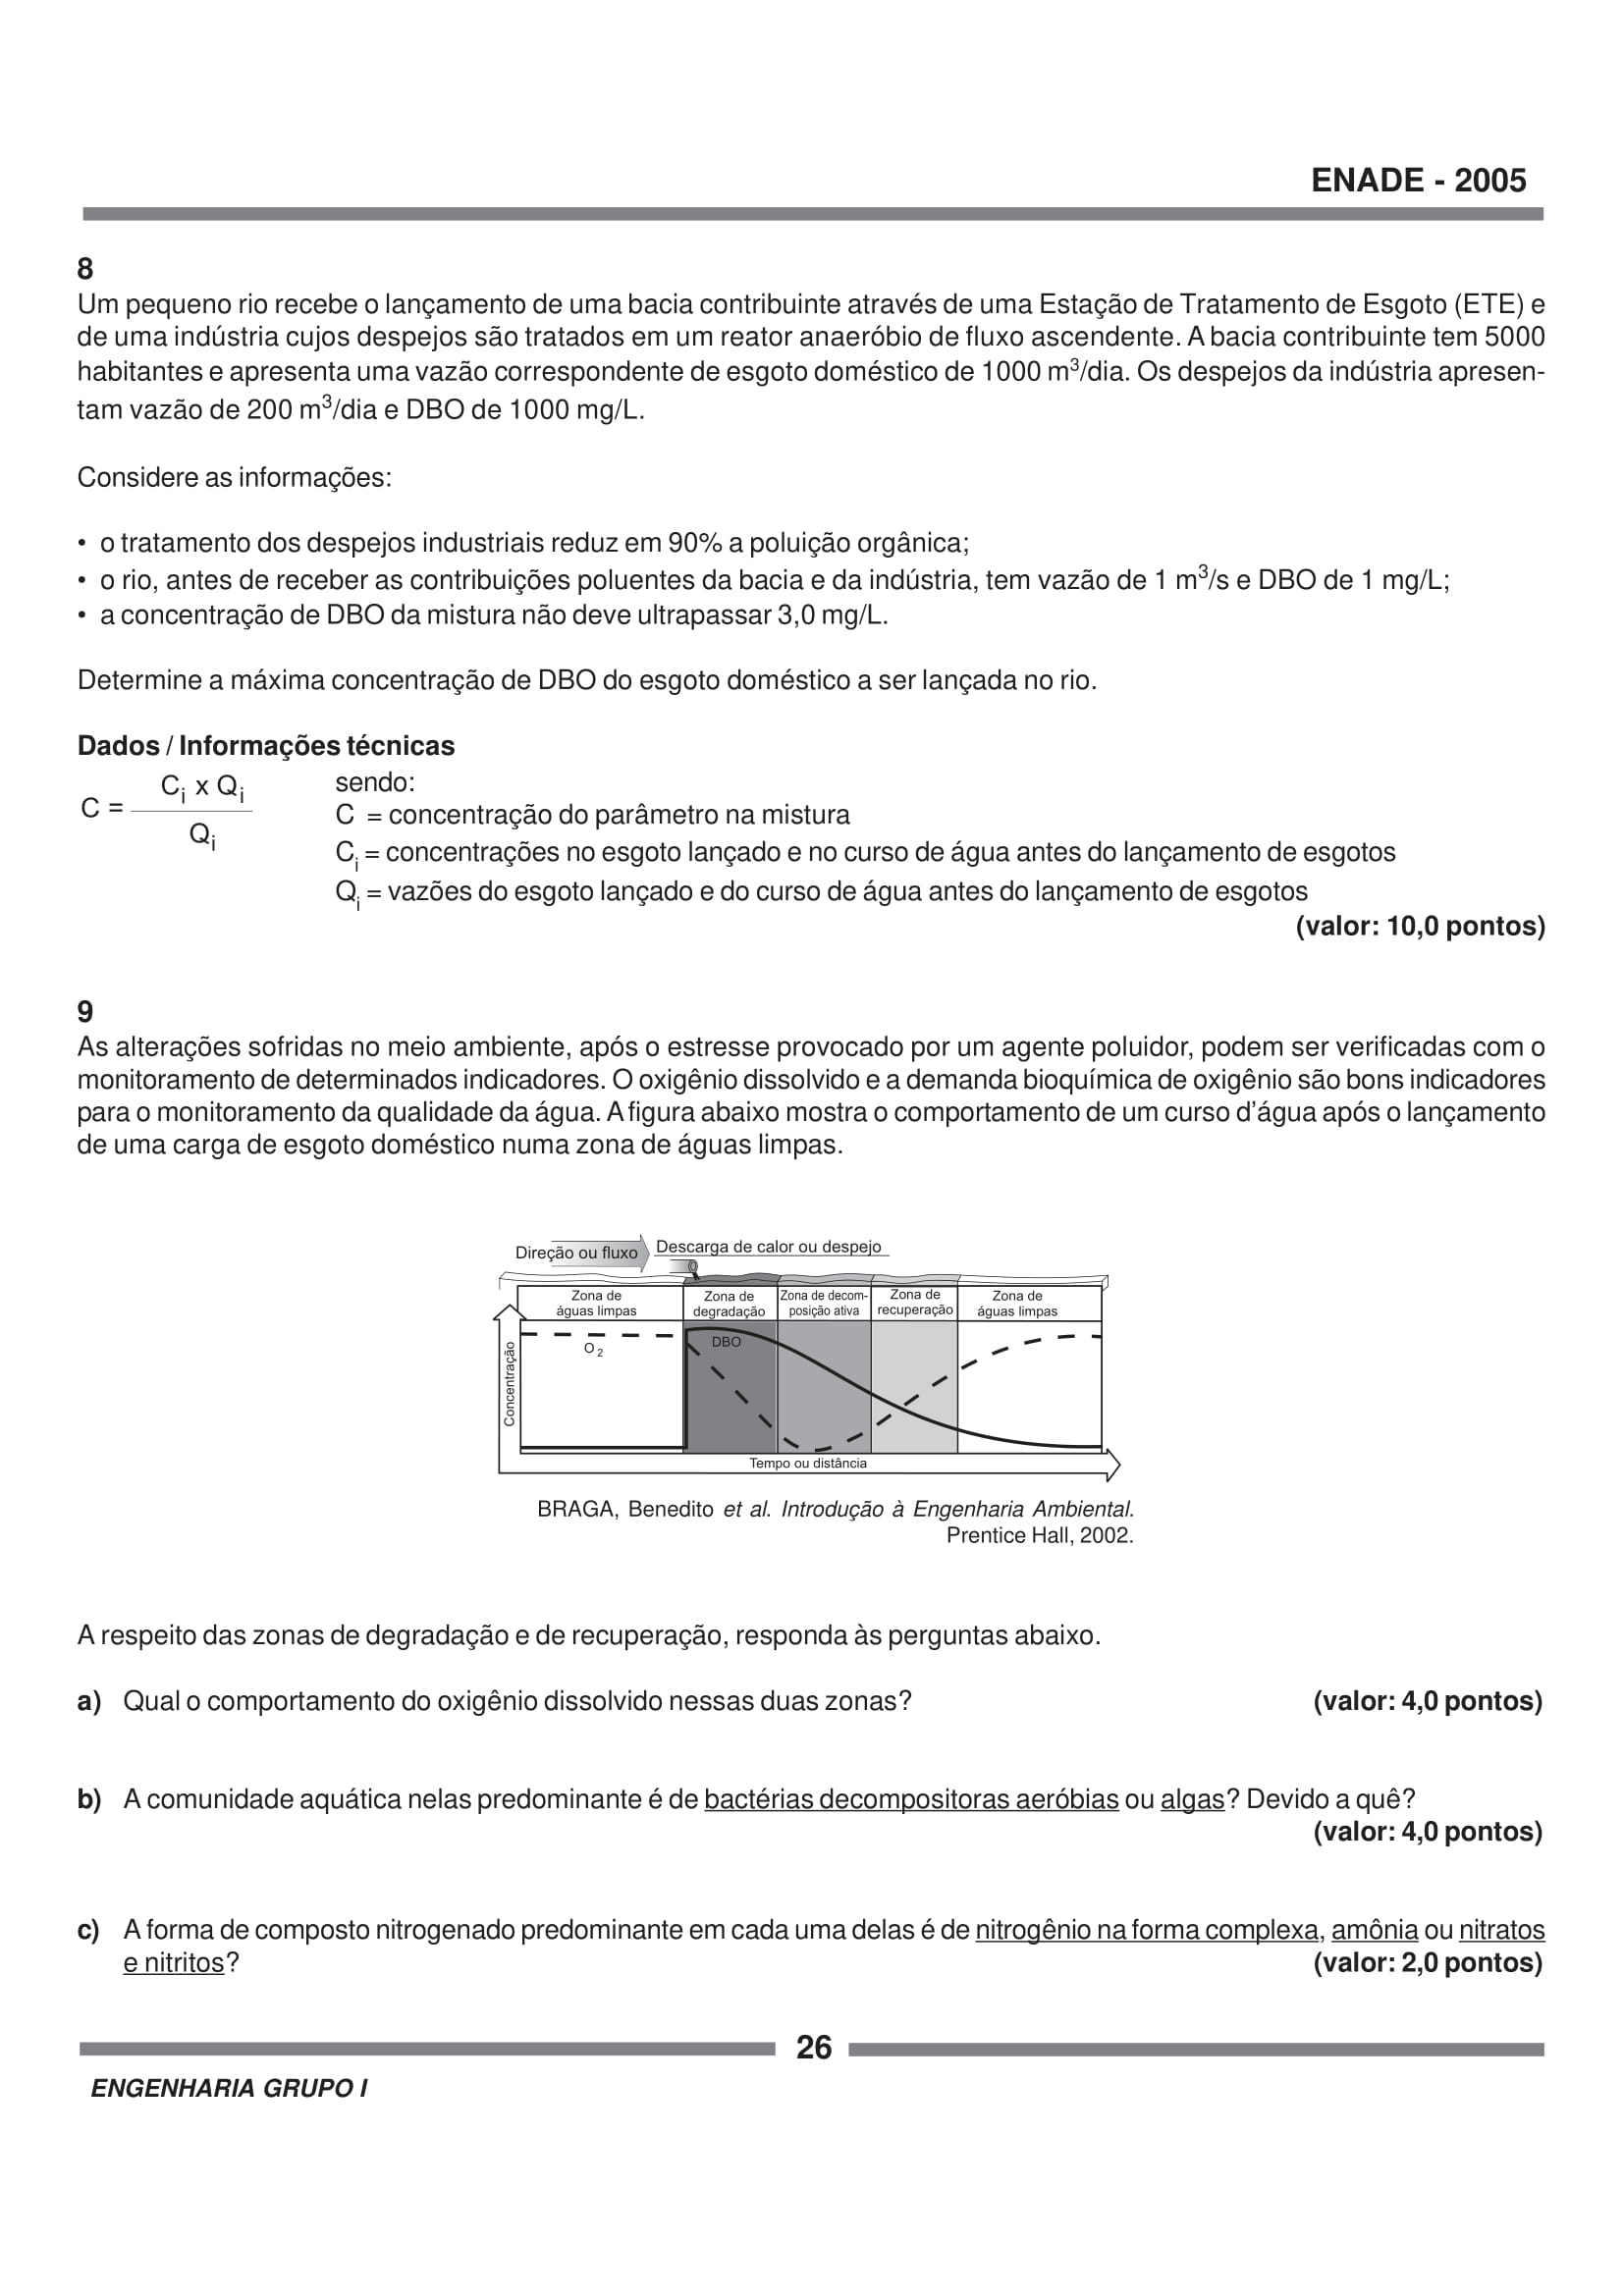 ENADE - 2005
8
Um pequeno rio recebe o lançamento de uma bacia contribuinte através de uma Estação de Tratamento de Esgoto (ETE) e
de uma indústria cujos despejos são tratados em um reator anaeróbio de fluxo ascendente. A bacia contribuinte tem 5000
habitantes e apresenta uma vazão correspondente de esgoto doméstico de 1000 m³/dia. Os despejos da indústria apresen-
tam vazão de 200 m³/dia e DBO de 1000 mg/L.
Considere as informações:
• o tratamento dos despejos industriais reduz em 90% a poluição orgânica;
• o rio, antes de receber as contribuições poluentes da bacia e da indústria, tem vazão de 1 m³/s e DBO de 1 mg/L;
• a concentração de DBO da mistura não deve ultrapassar 3,0 mg/L.
Determine a máxima concentração de DBO do esgoto doméstico a ser lançada no rio.
Dados / Informações técnicas
C = Cᵢ x Qᵢ
Qᵢ
sendo:
C = concentração do parâmetro na mistura
Cᵢ = concentrações no esgoto lançado e no curso de água antes do lançamento de esgotos
Qᵢ = vazões do esgoto lançado e do curso de água antes do lançamento de esgotos
(valor: 10,0 pontos)
9
As alterações sofridas no meio ambiente, após o estresse provocado por um agente poluidor, podem ser verificadas com o
monitoramento de determinados indicadores. O oxigênio dissolvido e a demanda bioquímica de oxigênio são bons indicadores
para o monitoramento da qualidade da água. A figura abaixo mostra o comportamento de um curso d'água após o lançamento
de uma carga de esgoto doméstico numa zona de águas limpas.
Direção ou fluxo
Descarga de calor ou despejo
Zona de
águas limpas
Zona de
degradação
Zona de decom-
posição ativa
Zona de
recuperação
Zona de
águas limpas
Concentração
O 2
DBO
Tempo ou distância
BRAGA, Benedito et al. Introdução à Engenharia Ambiental.
Prentice Hall, 2002.
A respeito das zonas de degradação e de recuperação, responda às perguntas abaixo.
a) Qual o comportamento do oxigênio dissolvido nessas duas zonas? (valor: 4,0 pontos)
b) A comunidade aquática nelas predominante é de bactérias decompositoras aeróbias ou algas? Devido a quê?
(valor: 4,0 pontos)
c) A forma de composto nitrogenado predominante em cada uma delas é de nitrogênio na forma complexa, amônia ou nitratos
e nitritos? (valor: 2,0 pontos)
26
ENGENHARIA GRUPO I